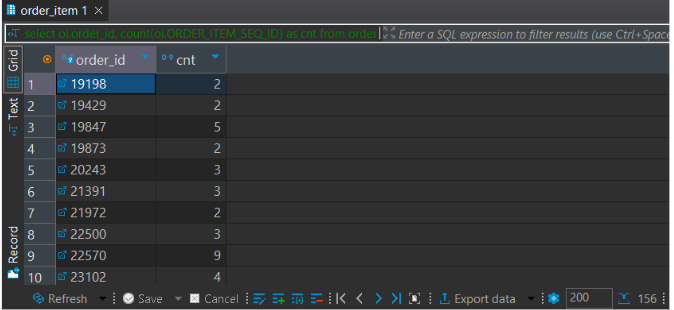 order_item 1 ×
select oi.order_id, count(oi.ORDER_ITEM_SEQ_ID) as cnt from order Enter a SQL expression to filter results (use Ctrl+Space
Grid
Text
Record
order_id cnt
1 19198 2
2 19429 2
3 19847 5
4 19873 2
5 20243 3
6 21391 3
7 21972 2
8 22500 3
9 22570 9
10 23102 4
Refresh Save Cancel Export data 200 156